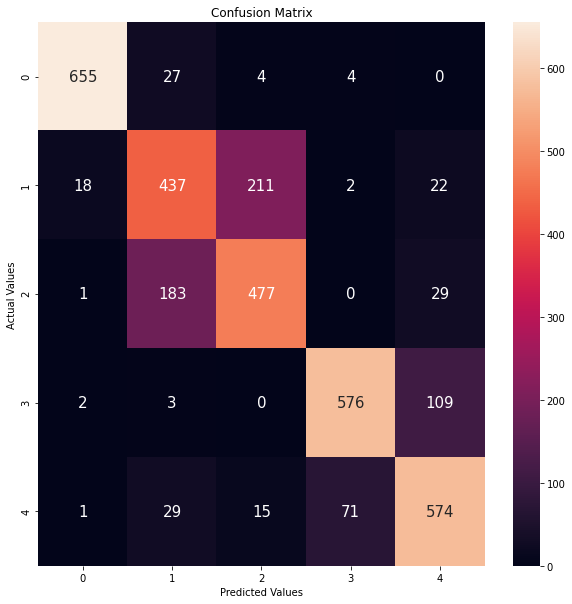 Confusion Matrix
0 655 27 4 4 0
1 18 437 211 2 22
2 1 183 477 0 29
3 2 3 0 576 109
4 1 29 15 71 574
0 1 2 3 4
Actual Values
Predicted Values
600
500
400
300
200
100
0